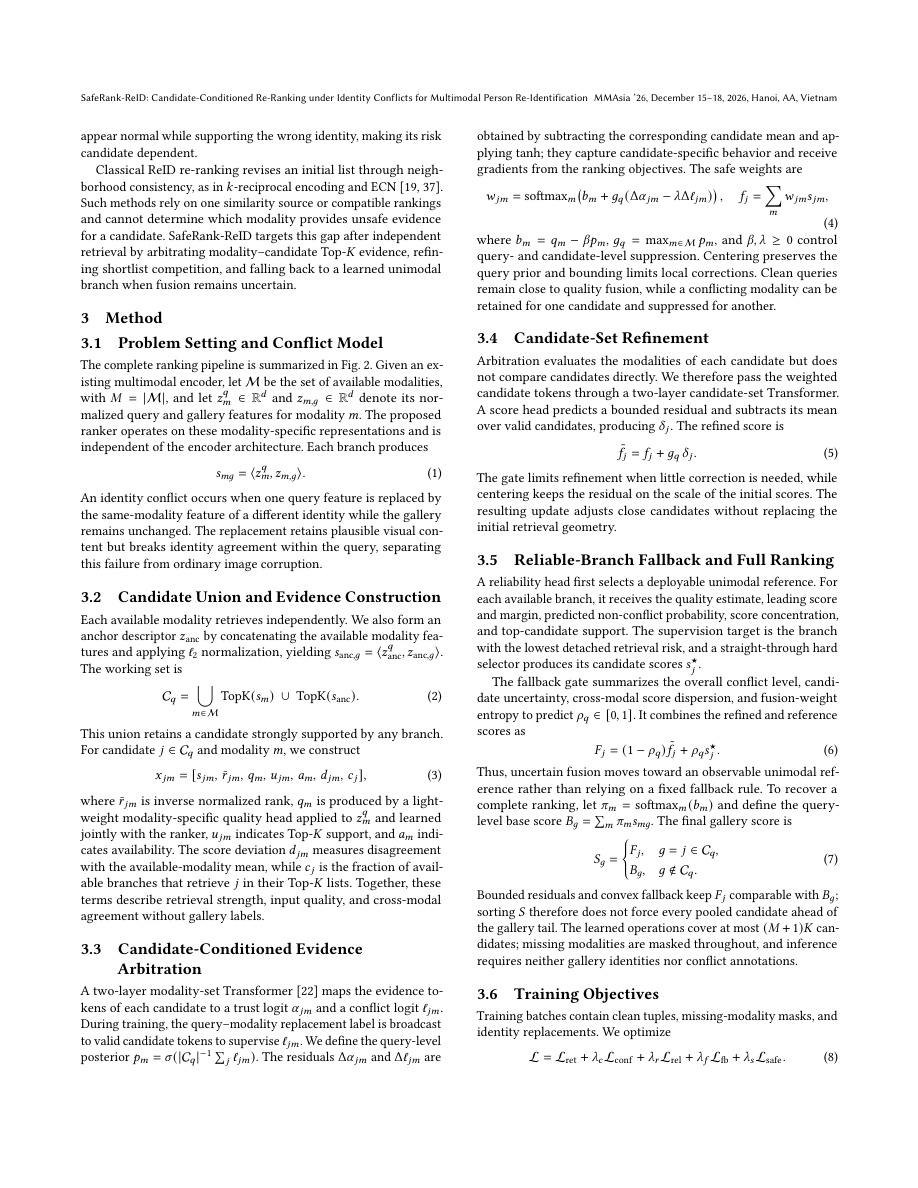 SafeRank-ReID: Candidate-Conditioned Re-Ranking under Identity Conflicts for Multimodal Person Re-Identification MMAsia '26, December 15–18, 2026, Hanoi, AA, Vietnam
appear normal while supporting the wrong identity, making its risk
candidate dependent.
Classical ReID re-ranking revises an initial list through neigh-
borhood consistency, as in k-reciprocal encoding and ECN [19, 37].
Such methods rely on one similarity source or compatible rankings
and cannot determine which modality provides unsafe evidence
for a candidate. SafeRank-ReID targets this gap after independent
retrieval by arbitrating modality–candidate Top-K evidence, refin-
ing shortlist competition, and falling back to a learned unimodal
branch when fusion remains uncertain.
3 Method
3.1 Problem Setting and Conflict Model
The complete ranking pipeline is summarized in Fig. 2. Given an ex-
isting multimodal encoder, let ℳ be the set of available modalities,
with M = |ℳ|, and let z_m^q ∈ ℝ^d and z_{m,g} ∈ ℝ^d denote its nor-
malized query and gallery features for modality m. The proposed
ranker operates on these modality-specific representations and is
independent of the encoder architecture. Each branch produces
s_{mg} = ⟨z_m^q, z_{m,g}⟩. (1)
An identity conflict occurs when one query feature is replaced by
the same-modality feature of a different identity while the gallery
remains unchanged. The replacement retains plausible visual con-
tent but breaks identity agreement within the query, separating
this failure from ordinary image corruption.
3.2 Candidate Union and Evidence Construction
Each available modality retrieves independently. We also form an
anchor descriptor z_anc by concatenating the available modality fea-
tures and applying ℓ₂ normalization, yielding s_{anc,g} = ⟨z_anc^q, z_{anc,g}⟩.
The working set is
C_q = ⋃_{m∈ℳ} TopK(s_m) ∪ TopK(s_anc). (2)
This union retains a candidate strongly supported by any branch.
For candidate j ∈ C_q and modality m, we construct
x_{jm} = [s_{jm}, r̄_{jm}, q_m, u_{jm}, a_m, d_{jm}, c_j], (3)
where r̄_{jm} is inverse normalized rank, q_m is produced by a light-
weight modality-specific quality head applied to z_m^q and learned
jointly with the ranker, u_{jm} indicates Top-K support, and a_m indi-
cates availability. The score deviation d_{jm} measures disagreement
with the available-modality mean, while c_j is the fraction of avail-
able branches that retrieve j in their Top-K lists. Together, these
terms describe retrieval strength, input quality, and cross-modal
agreement without gallery labels.
3.3 Candidate-Conditioned Evidence
Arbitration
A two-layer modality-set Transformer [22] maps the evidence to-
kens of each candidate to a trust logit α_{jm} and a conflict logit ℓ_{jm}.
During training, the query–modality replacement label is broadcast
to valid candidate tokens to supervise ℓ_{jm}. We define the query-level
posterior p_m = σ(|C_q|^{-1} ∑_j ℓ_{jm}). The residuals Δα_{jm} and Δℓ_{jm} are
obtained by subtracting the corresponding candidate mean and ap-
plying tanh; they capture candidate-specific behavior and receive
gradients from the ranking objectives. The safe weights are
w_{jm} = softmax_m(b_m + g_q(Δα_{jm} − λΔℓ_{jm})), f_j = ∑_m w_{jm}s_{jm},
(4)
where b_m = q_m − βp_m, g_q = max_{m∈ℳ} p_m, and β, λ ≥ 0 control
query- and candidate-level suppression. Centering preserves the
query prior and bounding limits local corrections. Clean queries
remain close to quality fusion, while a conflicting modality can be
retained for one candidate and suppressed for another.
3.4 Candidate-Set Refinement
Arbitration evaluates the modalities of each candidate but does
not compare candidates directly. We therefore pass the weighted
candidate tokens through a two-layer candidate-set Transformer.
A score head predicts a bounded residual and subtracts its mean
over valid candidates, producing δ_j. The refined score is
f̃_j = f_j + g_q δ_j. (5)
The gate limits refinement when little correction is needed, while
centering keeps the residual on the scale of the initial scores. The
resulting update adjusts close candidates without replacing the
initial retrieval geometry.
3.5 Reliable-Branch Fallback and Full Ranking
A reliability head first selects a deployable unimodal reference. For
each available branch, it receives the quality estimate, leading score
and margin, predicted non-conflict probability, score concentration,
and top-candidate support. The supervision target is the branch
with the lowest detached retrieval risk, and a straight-through hard
selector produces its candidate scores s_j^★.
The fallback gate summarizes the overall conflict level, candi-
date uncertainty, cross-modal score dispersion, and fusion-weight
entropy to predict ρ_q ∈ [0, 1]. It combines the refined and reference
scores as
F_j = (1 − ρ_q)f̃_j + ρ_q s_j^★. (6)
Thus, uncertain fusion moves toward an observable unimodal ref-
erence rather than relying on a fixed fallback rule. To recover a
complete ranking, let π_m = softmax_m(b_m) and define the query-
level base score B_g = ∑_m π_m s_{mg}. The final gallery score is
S_g = { F_j, g = j ∈ C_q,
B_g, g ∉ C_q. (7)
Bounded residuals and convex fallback keep F_j comparable with B_g;
sorting S therefore does not force every pooled candidate ahead of
the gallery tail. The learned operations cover at most (M + 1)K can-
didates; missing modalities are masked throughout, and inference
requires neither gallery identities nor conflict annotations.
3.6 Training Objectives
Training batches contain clean tuples, missing-modality masks, and
identity replacements. We optimize
ℒ = ℒ_ret + λ_c ℒ_conf + λ_r ℒ_rel + λ_f ℒ_fb + λ_s ℒ_safe. (8)